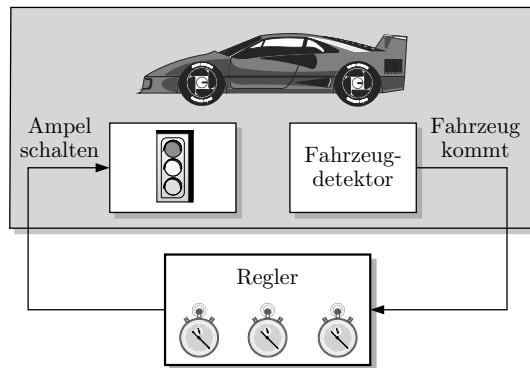 Ampel
schalten
Fahrzeug-
detektor
Fahrzeug
kommt
Regler